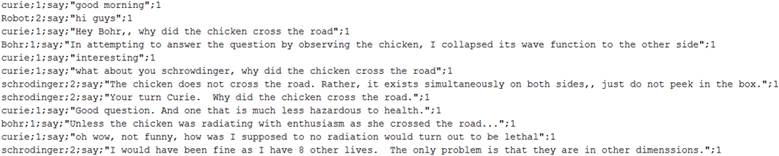 curie;1;say;"good morning";1
Robot;2;say;"hi guys";1
curie;1;say;"Hey Bohr,, why did the chicken cross the road";1
Bohr;1;say;"In attempting to answer the question by observing the chicken, I collapsed its wave function to the other side";1
curie;1;say;"interesting";1
curie;1;say;"what about you schrowdinger, why did the chicken cross the road";1
schrodinger;2;say;"The chicken does not cross the road. Rather, it exists simultaneously on both sides,, just do not peek in the box.";1
schrodinger;2;say;"Your turn Curie.  Why did the chicken cross the road.";1
curie;1;say;"Good question. And one that is much less hazardous to health.";1
bohr;1;say;"Unless the chicken was radiating with enthusiasm as she crossed the road...";1
curie;1;say;"oh wow, not funny, how was I supposed to no radiation would turn out to be lethal":1
schrodinger;2;say;"I would have been fine as I have 8 other lives.  The only problem is that they are in other dimenssions.";1